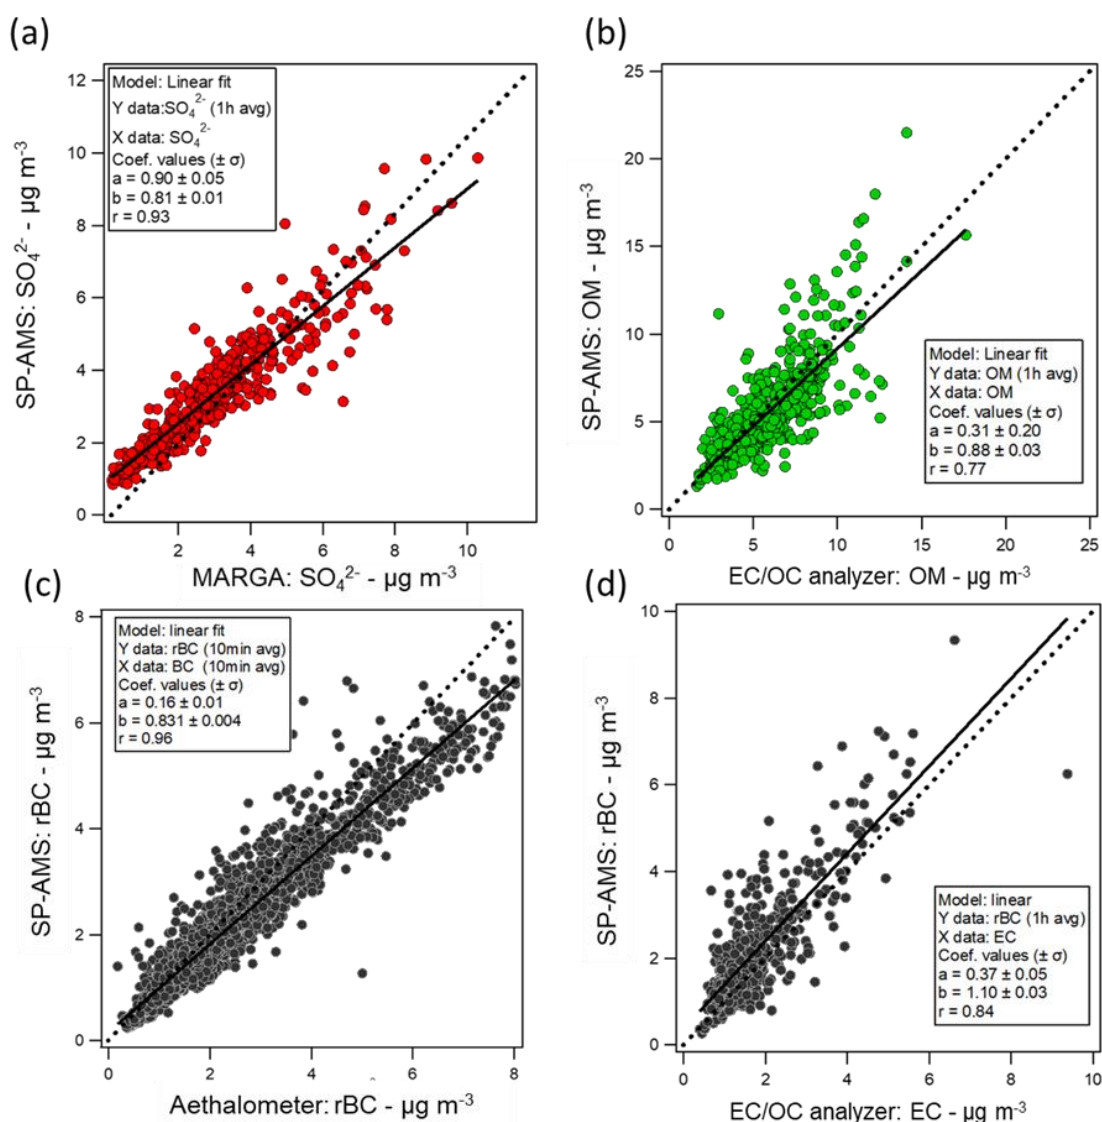 (a)
SP-AMS: SO₄²⁻ - µg m⁻³
12
10
8
6
4
2
0
Model: Linear fit
Y data:SO₄²⁻ (1h avg)
X data: SO₄²⁻
Coef. values (± σ)
a = 0.90 ± 0.05
b = 0.81 ± 0.01
r = 0.93
2 4 6 8 10
MARGA: SO₄²⁻ - µg m⁻³
(b)
SP-AMS: OM - µg m⁻³
25
20
15
10
5
0
Model: Linear fit
Y data: OM (1h avg)
X data: OM
Coef. values (± σ)
a = 0.31 ± 0.20
b = 0.88 ± 0.03
r = 0.77
0 5 10 15 20 25
EC/OC analyzer: OM - µg m⁻³
(c)
SP-AMS: rBC - µg m⁻³
8
6
4
2
0
Model: linear fit
Y data: rBC (10min avg)
X data: BC (10min avg)
Coef. values (± σ)
a = 0.16 ± 0.01
b = 0.831 ± 0.004
r = 0.96
0 2 4 6 8
Aethalometer: rBC - µg m⁻³
(d)
SP-AMS: rBC - µg m⁻³
10
8
6
4
2
0
Model: linear
Y data: rBC (1h avg)
X data: EC
Coef. values (± σ)
a = 0.37 ± 0.05
b = 1.10 ± 0.03
r = 0.84
0 2 4 6 8 10
EC/OC analyzer: EC - µg m⁻³